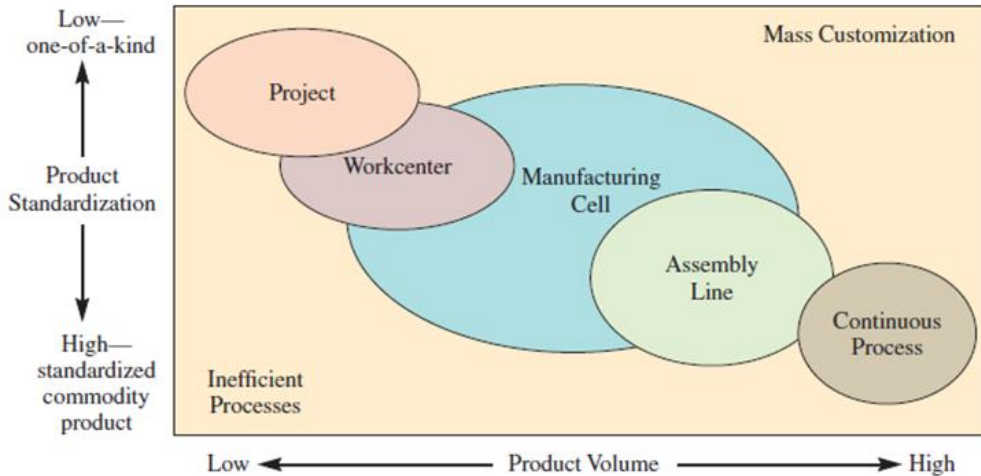 Low—
one-of-a-kind
Product
Standardization
High—
standardized
commodity
product
Mass Customization
Project
Workcenter
Manufacturing
Cell
Assembly
Line
Continuous
Process
Inefficient
Processes
Low
Product Volume
High